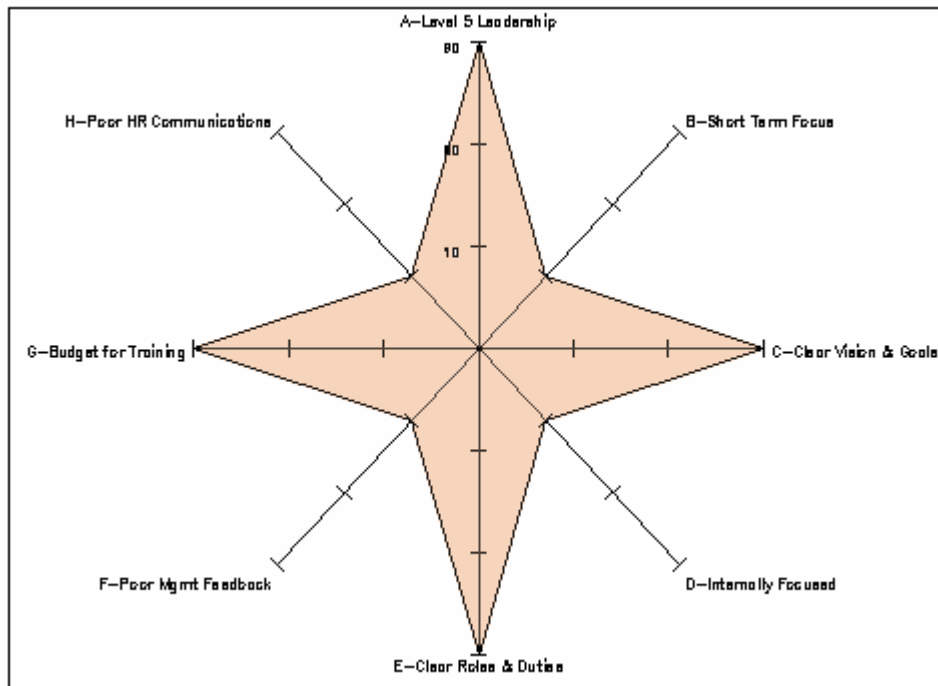 A-Level 5 Leadership
90
H-Poor HR Communications
B-Short Term Focus
10
G-Budget for Training
C-Clear Vision & Goals
F-Poor Mgmt Feedback
D-Internally Focused
E-Clear Roles & Duties